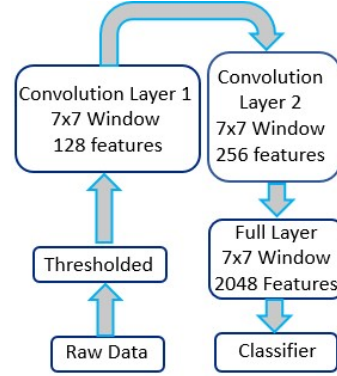 Convolution Layer 1
7x7 Window
128 features
Convolution
Layer 2
7x7 Window
256 features
Thresholded
Full Layer
7x7 Window
2048 Features
Raw Data
Classifier